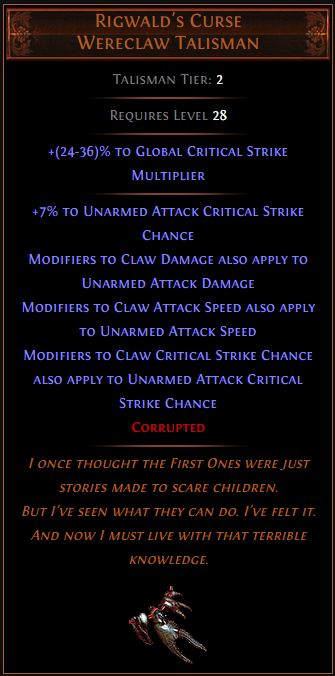 Rigwald's Curse
Wereclaw Talisman
Talisman Tier: 2
Requires Level 28
+(24-36)% to Global Critical Strike
Multiplier
+7% to Unarmed Attack Critical Strike
Chance
Modifiers to Claw Damage also apply to
Unarmed Attack Damage
Modifiers to Claw Attack Speed also apply
to Unarmed Attack Speed
Modifiers to Claw Critical Strike Chance
also apply to Unarmed Attack Critical
Strike Chance
Corrupted
I once thought the First Ones were just
stories made to scare children.
But I've seen what they can do. I've felt it.
And now I must live with that terrible
knowledge.